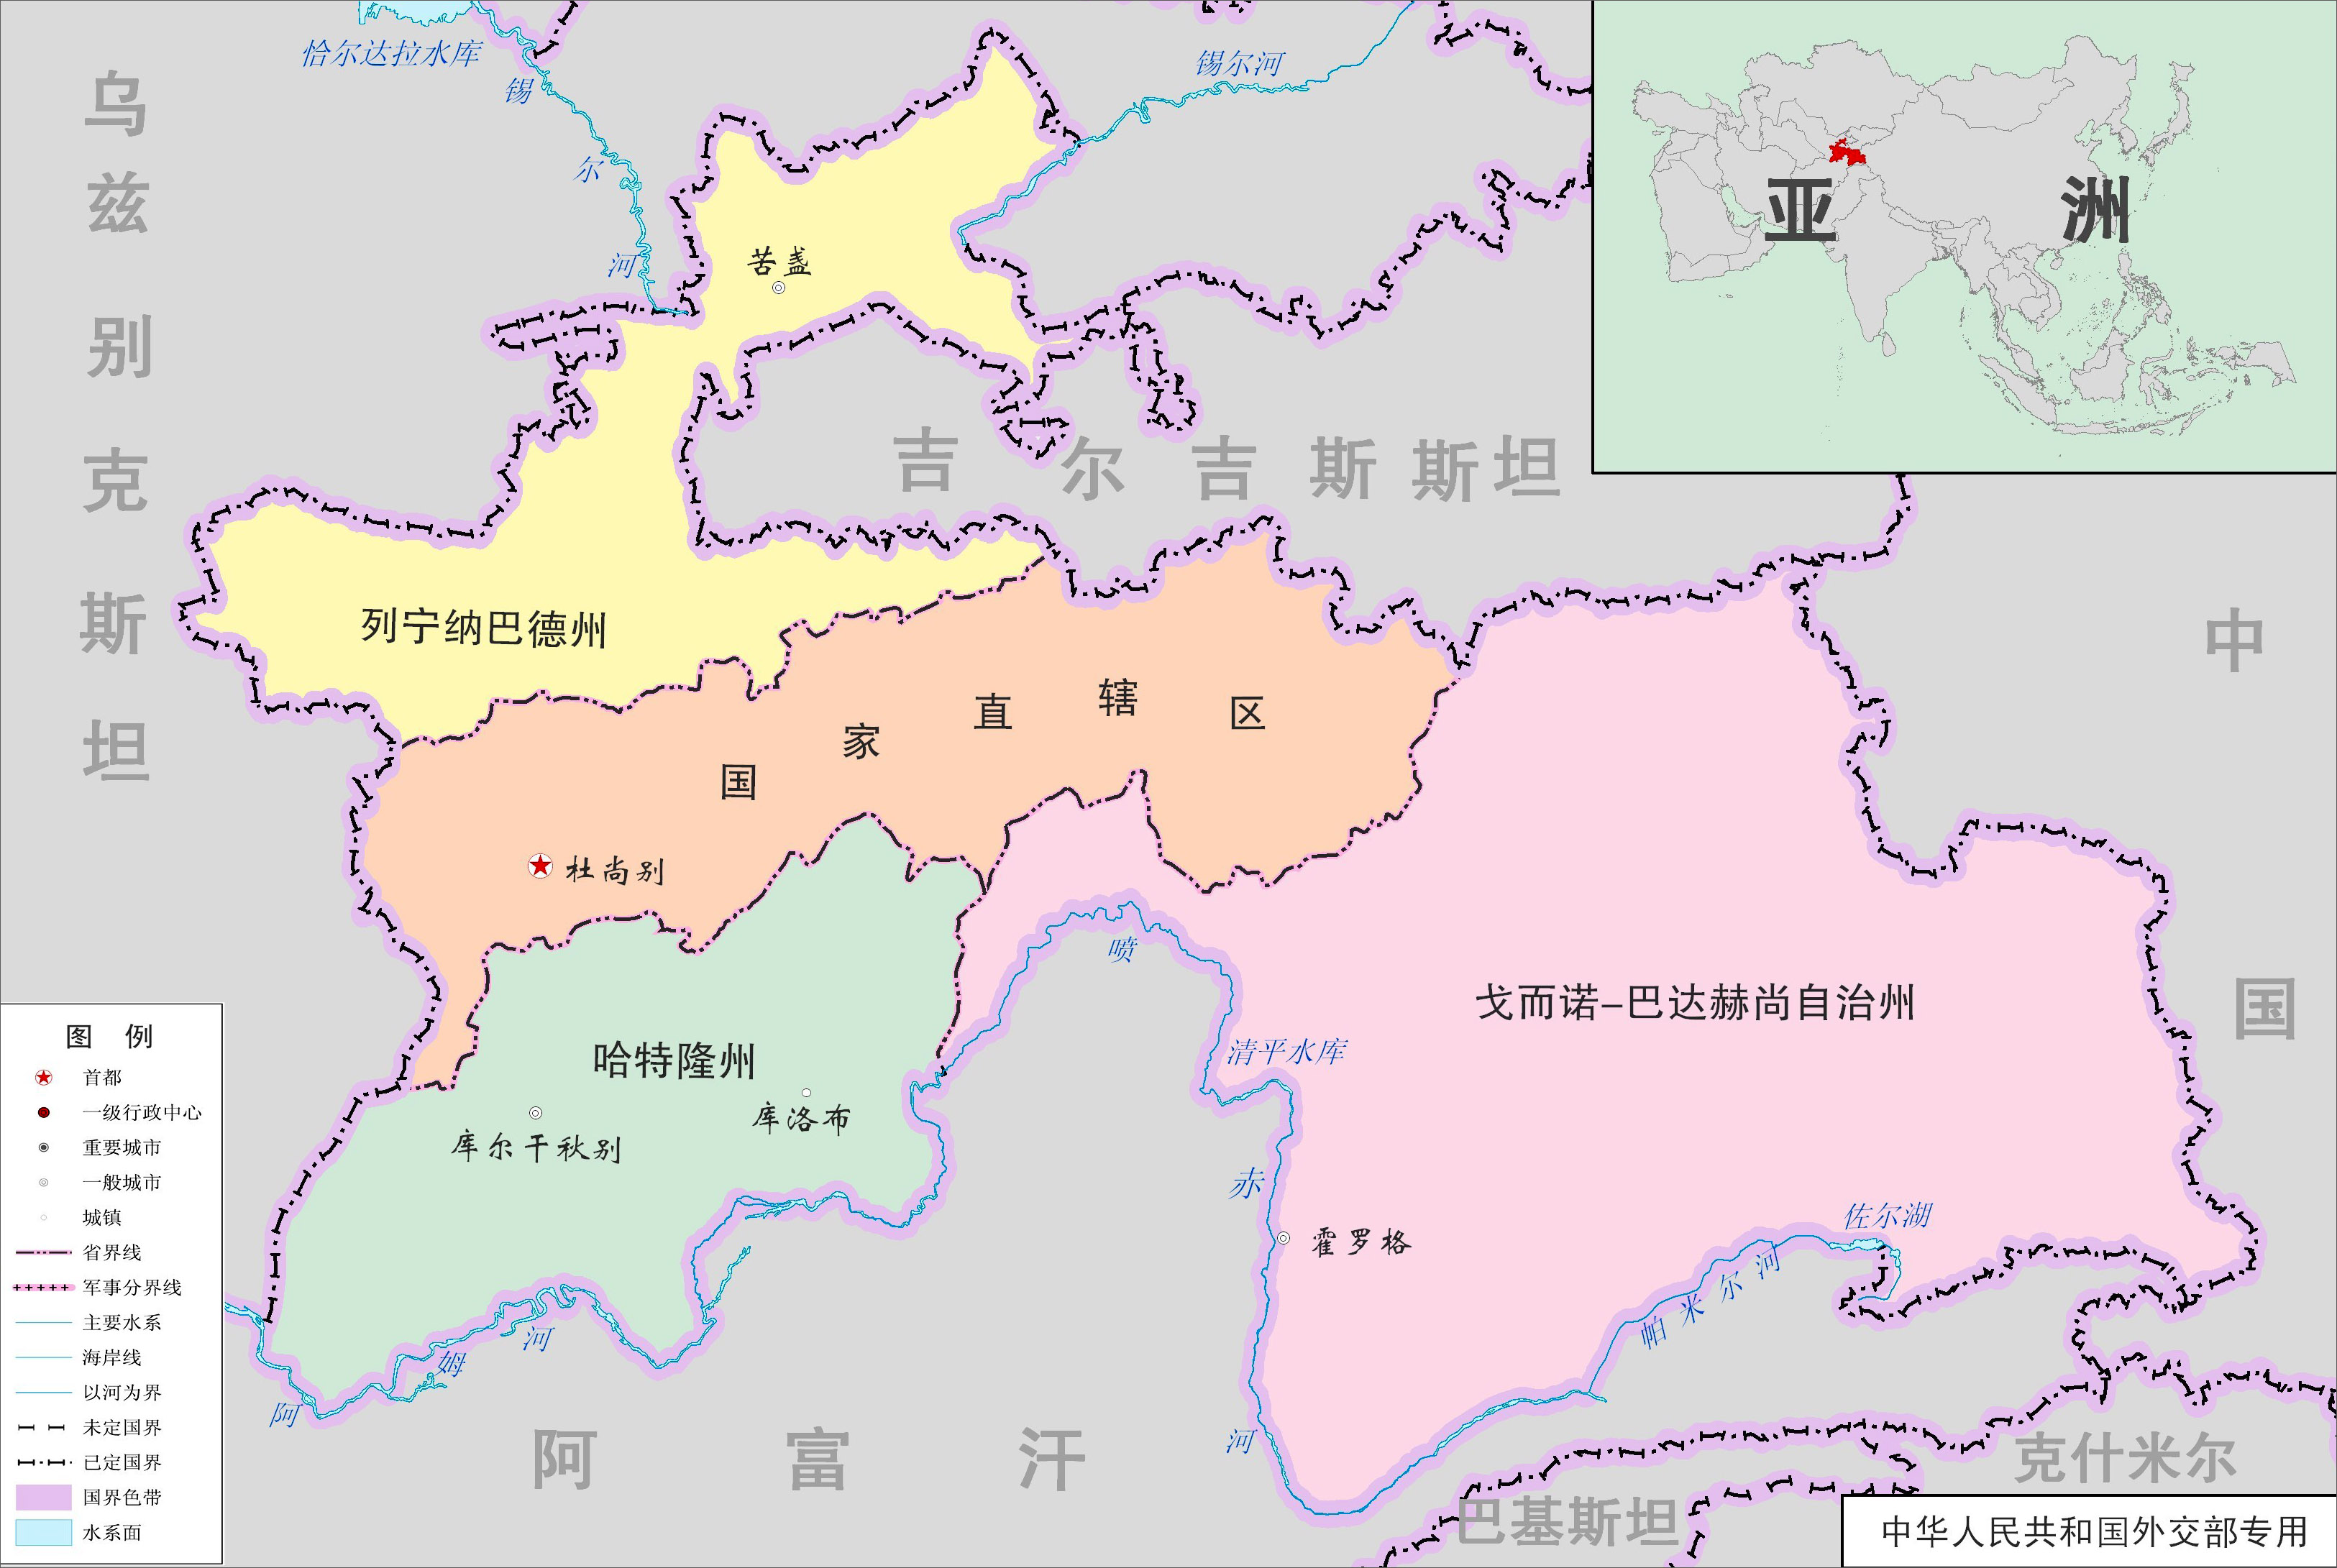 恰尔达拉水库
锡尔河
锡尔河
乌兹别克斯坦
苦盏
亚洲
吉尔吉斯斯坦
列宁纳巴德州
国家直辖区
中国
杜尚别
喷赤河
戈而诺-巴达赫尚自治州
清平水库
哈特隆州
库洛布
库尔干秋别
霍罗格
佐尔湖
帕米尔河
阿姆河
阿富汗
克什米尔
巴基斯坦
图例
首都
一级行政中心
重要城市
一般城市
城镇
省界线
军事分界线
主要水系
海岸线
以河为界
未定国界
已定国界
国界色带
水系面
中华人民共和国外交部专用